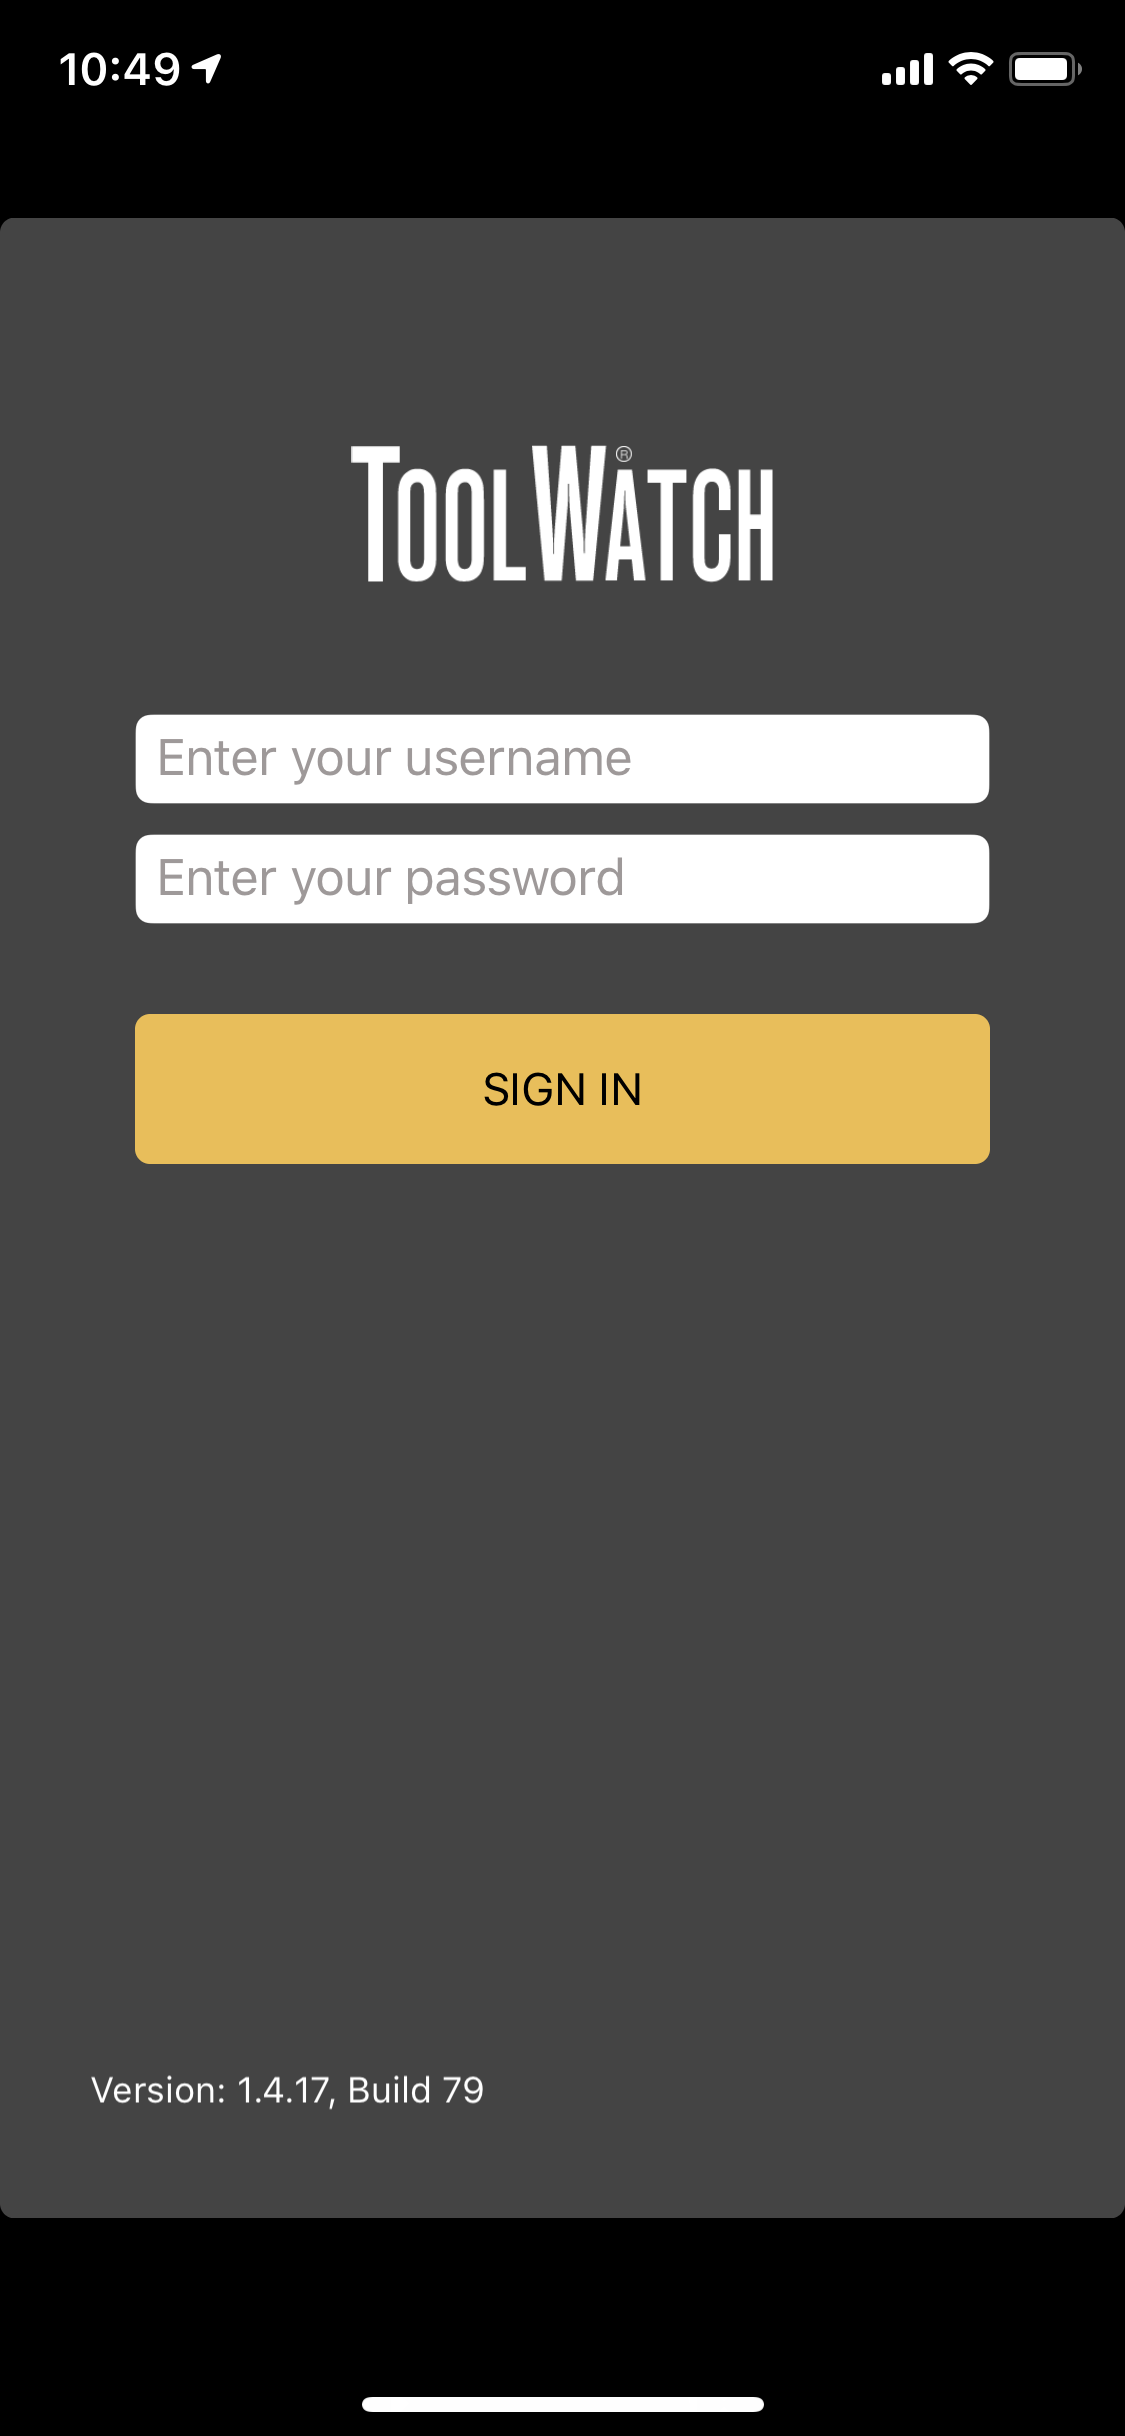 10:49
TOOLWATCH®
Enter your username
Enter your password
SIGN IN
Version: 1.4.17, Build 79